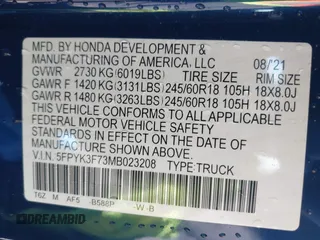 MFD. BY HONDA DEVELOPMENT &
MANUFACTURING OF AMERICA, LLC 08/21
GVWR 2730 KG (6019LBS) TIRE SIZE RIM SIZE
GAWR F 1420 KG(3131LBS) 245/60R18 105H 18X8.0J
GAWR R 1480 KG(3263LBS) 245/60R18 105H 18X8.0J
THIS VEHICLE CONFORMS TO ALL APPLICABLE
FEDERAL MOTOR VEHICLE SAFETY STANDARDS
IN EFFECT ON THE DATE OF
MANUFACTURE SHOWN ABOVE.
V.I.N. 5FPYK3F73MB023208 TYPE:TRUCK
T6Z M AF5 -B588P -W-B
DREAMBID